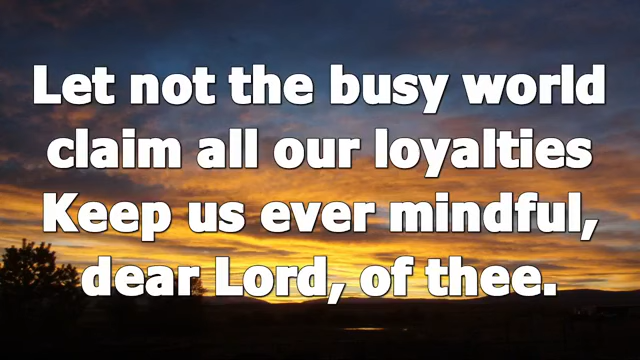 Let not the busy world
claim all our loyalties
Keep us ever mindful,
dear Lord, of thee.